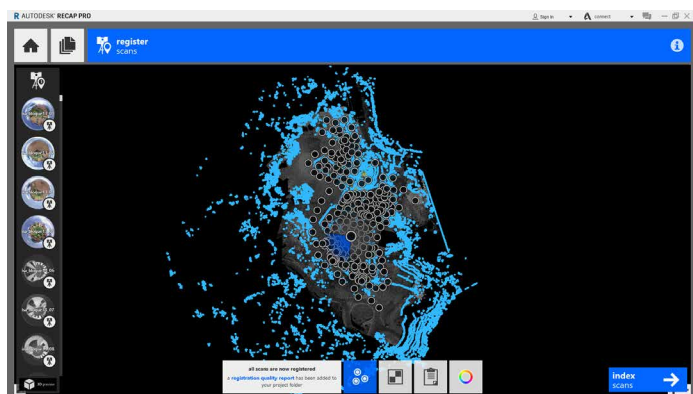 R AUTODESK® RECAP PRO
Sign in
connect
register
scans
all scans are now registered
a registration quality report has been added to
your project folder
index
scans